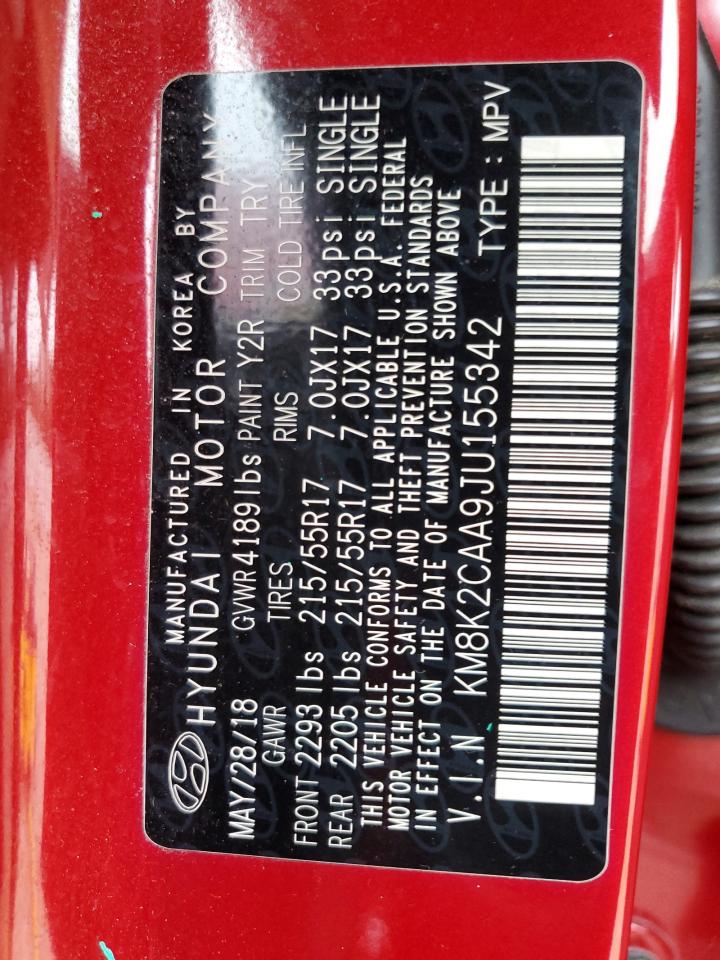 MANUFACTURED IN KOREA BY
HYUNDAI MOTOR COMPANY
MAY/28/18 GVWR 4189 lbs PAINT Y2R TRIM TRY
GAWR TIRES RIMS COLD TIRE INFL
FRONT 2293 lbs 215/55R17 7.0JX17 33psi SINGLE
REAR 2205 lbs 215/55R17 7.0JX17 33psi SINGLE
THIS VEHICLE CONFORMS TO ALL APPLICABLE U.S.A. FEDERAL
MOTOR VEHICLE SAFETY AND THEFT PREVENTION STANDARDS
IN EFFECT ON THE DATE OF MANUFACTURE SHOWN ABOVE.
V.I.N KM8K2CAA9JU155342 TYPE : MPV